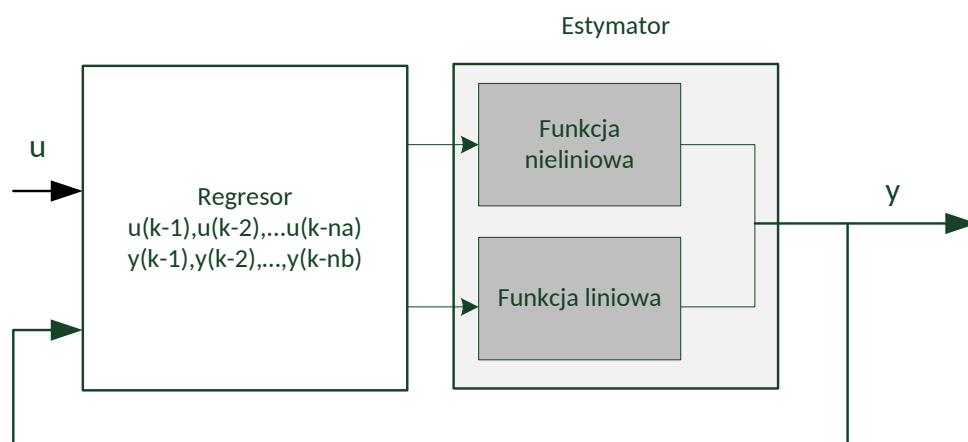 Estymator
u
Regresor
u(k-1),u(k-2),...u(k-na)
y(k-1),y(k-2),...,y(k-nb)
Funkcja
nieliniowa
Funkcja liniowa
y